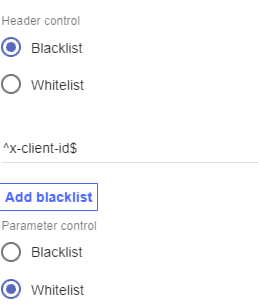 Header control
Blacklist
Whitelist
^x-client-id$
Add blacklist
Parameter control
Blacklist
Whitelist